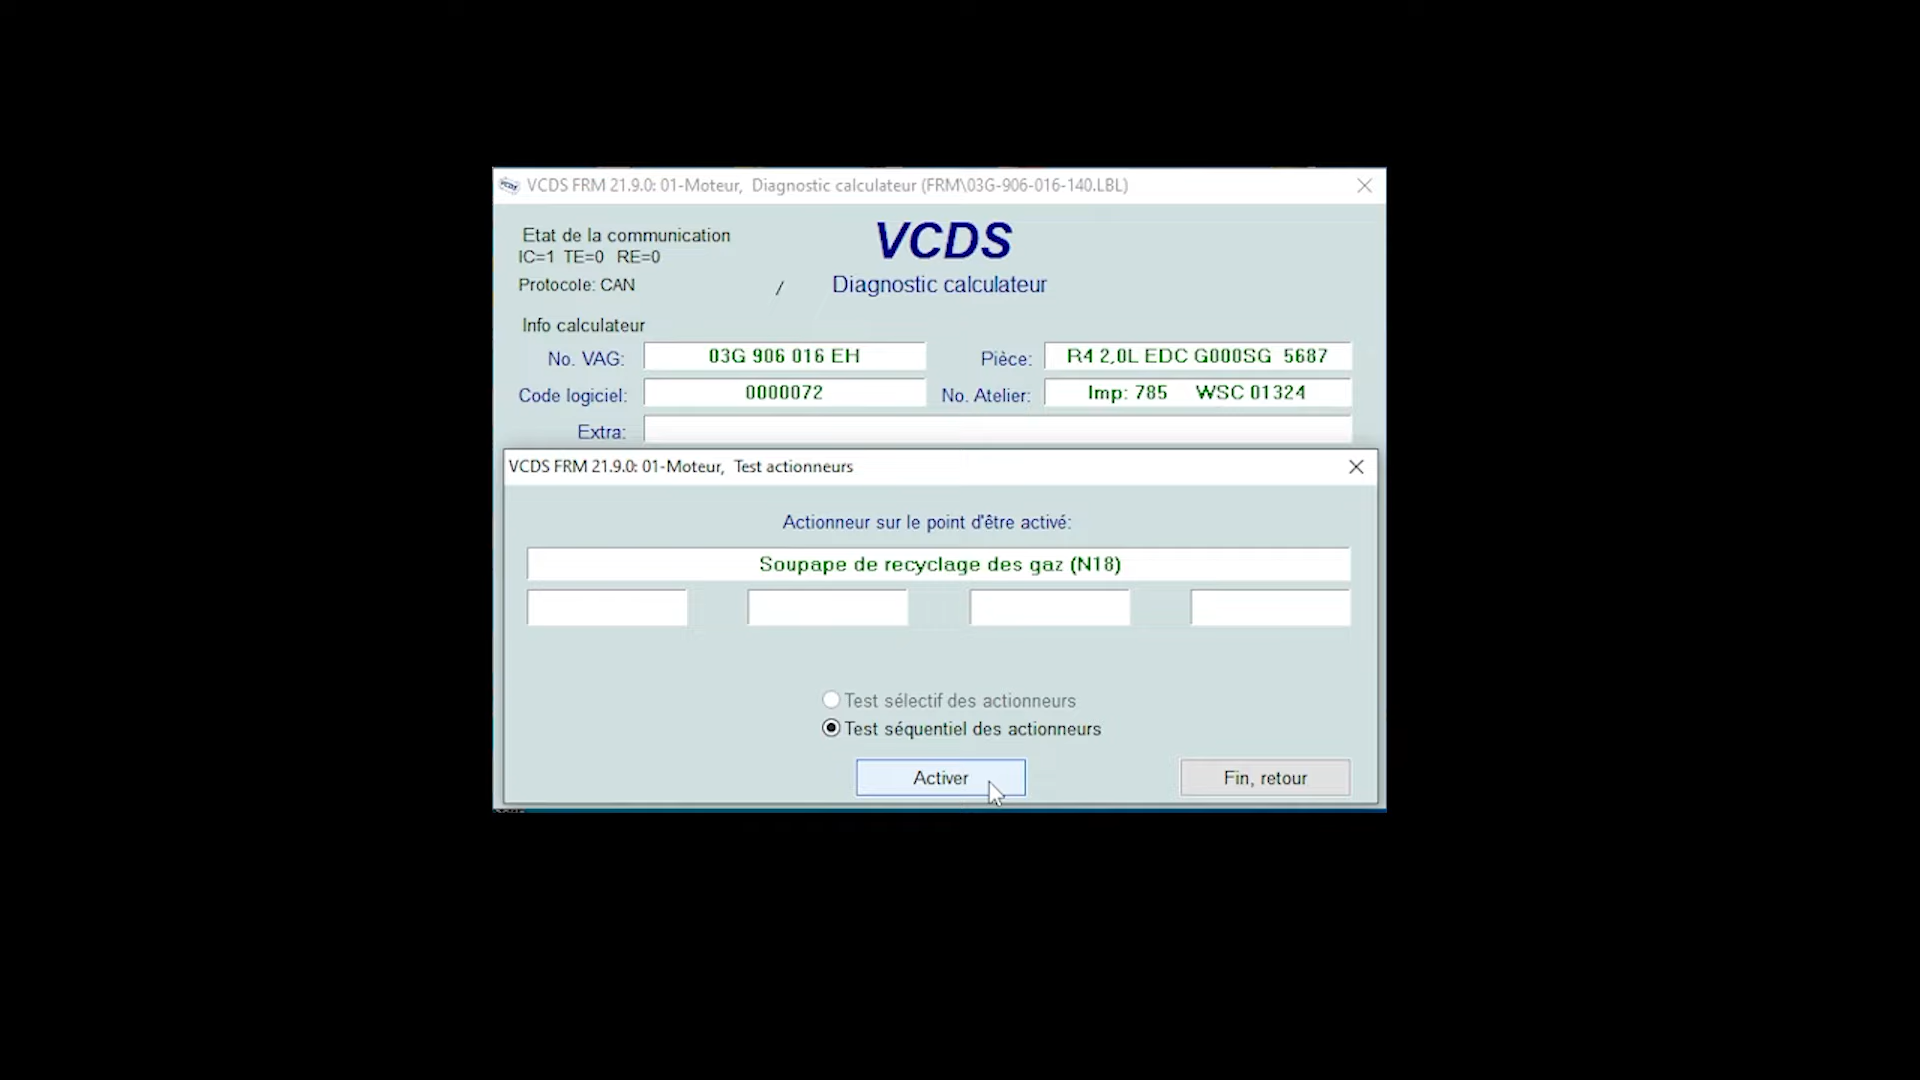 VCDS FRM 21.9.0: 01-Moteur, Diagnostic calculateur (FRM\03G-906-016-140.LBL)
Etat de la communication
IC=1 TE=0 RE=0
Protocole: CAN
/
VCDS
Diagnostic calculateur
Info calculateur
No. VAG: 03G 906 016 EH Pièce: R4 2,0L EDC G000SG 5687
Code logiciel: 0000072 No. Atelier: Imp: 785 WSC 01324
Extra:
VCDS FRM 21.9.0: 01-Moteur, Test actionneurs
Actionneur sur le point d'être activé:
Soupape de recyclage des gaz (N18)
Test sélectif des actionneurs
Test séquentiel des actionneurs
Activer Fin, retour